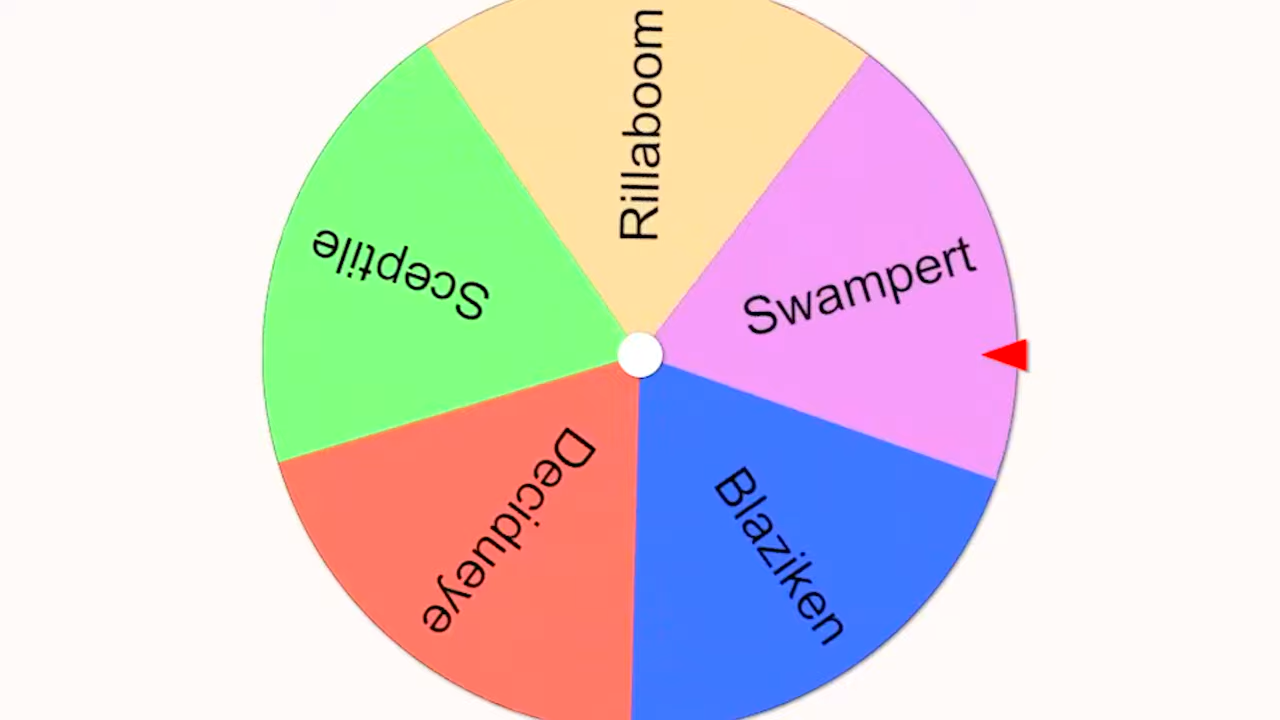 Rillaboom
Swampert
Sceptile
Blaziken
Decidueye